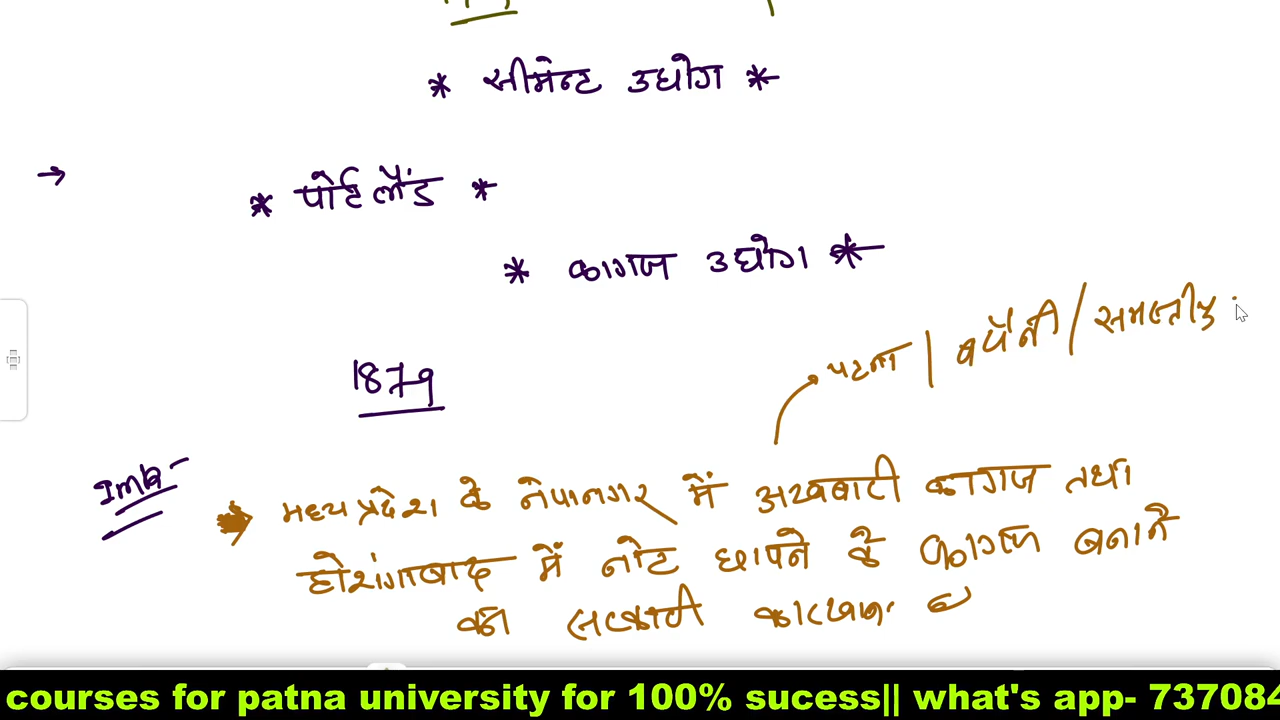 * सीमेन्ट उद्योग *
→
* पोर्टलैंड *
* कागज उद्योग *
पटना / बरौनी / समस्तीपु
1879
Imp
मध्य प्रदेश के नेपानगर में अखबारी कागज तथा
होशंगाबाद में नोट छापने के कागज बनाने
का सरकारी कारखाना है
courses for patna university for 100% sucess|| what's app- 737084